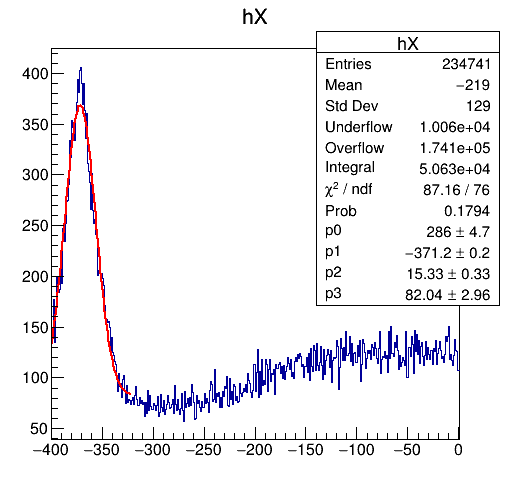 hX
hX
Entries 234741
Mean −219
Std Dev 129
Underflow 1.006e+04
Overflow 1.741e+05
Integral 5.063e+04
χ² / ndf 87.16 / 76
Prob 0.1794
p0 286 ± 4.7
p1 −371.2 ± 0.2
p2 15.33 ± 0.33
p3 82.04 ± 2.96
400
350
300
250
200
150
100
50
−400 −350 −300 −250 −200 −150 −100 −50 0